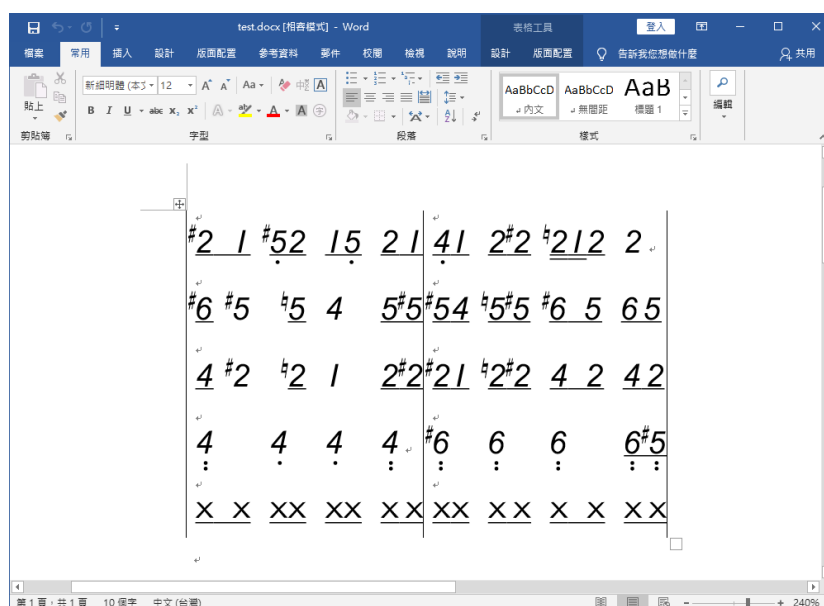 test.docx [相容模式] - Word
表格工具
登入
檔案 常用 插入 設計 版面配置 參考資料 郵件 校閱 檢視 說明 設計 版面配置 告訴我您想做什麼 共用
貼上
新細明體 (本文 12
B I U abc X₂ X²
AaBbCcD AaBbCcD AaB
內文 無間距 標題 1
編輯
剪貼簿 字型 段落 樣式
#2 1 #52 15 21 41 2#2 ♮212 2
#6 #5 ♮5 4 5#5 #54 ♮5#5 #6 5 65
4 #2 ♮2 1 2#2 #21 ♮2#2 4 2 42
4 4 4 4 #6 6 6 6#5
X X XX XX X X XX X X X X X X
第 1 頁，共 1 頁 10 個字 中文 (台灣) 240%